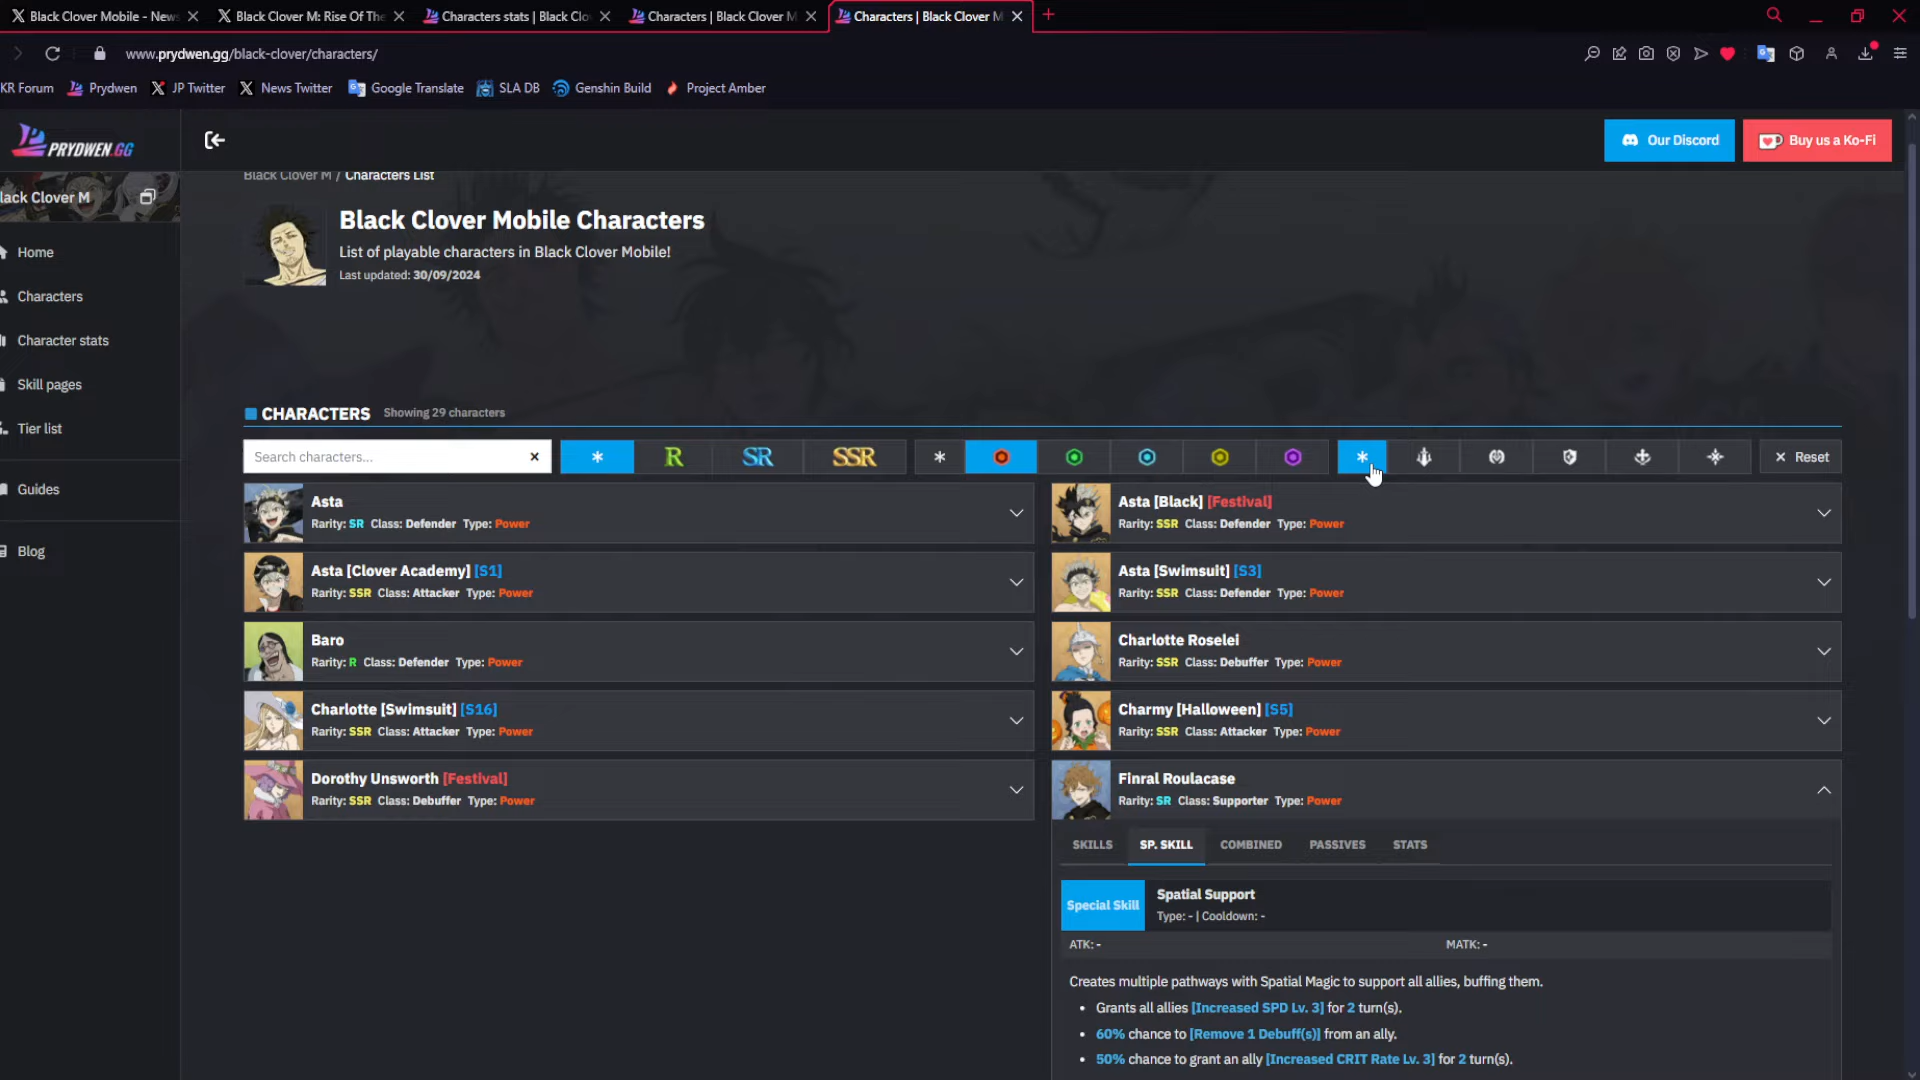 Black Clover Mobile - New
Black Clover M: Rise Of The
Characters stats | Black Clo
Characters | Black Clover M
Characters | Black Clover M
www.prydwen.gg/black-clover/characters/
KR Forum
Prydwen
JP Twitter
News Twitter
Google Translate
SLA DB
Genshin Build
Project Amber
PRYDWEN.GG
Our Discord
Buy us a Ko-Fi
lack Clover M
Home
Characters
Character stats
Skill pages
Tier list
Guides
Blog
Black Clover M / Characters List
Black Clover Mobile Characters
List of playable characters in Black Clover Mobile!
Last updated: 30/09/2024
CHARACTERS Showing 29 characters
Search characters...
R
SR
SSR
Reset
Asta
Rarity: SR Class: Defender Type: Power
Asta [Black] [Festival]
Rarity: SSR Class: Defender Type: Power
Asta [Clover Academy] [S1]
Rarity: SSR Class: Attacker Type: Power
Asta [Swimsuit] [S3]
Rarity: SSR Class: Defender Type: Power
Baro
Rarity: R Class: Defender Type: Power
Charlotte Roselei
Rarity: SSR Class: Debuffer Type: Power
Charlotte [Swimsuit] [S16]
Rarity: SSR Class: Attacker Type: Power
Charmy [Halloween] [S5]
Rarity: SSR Class: Attacker Type: Power
Dorothy Unsworth [Festival]
Rarity: SSR Class: Debuffer Type: Power
Finral Roulacase
Rarity: SR Class: Supporter Type: Power
SKILLS
SP. SKILL
COMBINED
PASSIVES
STATS
Special Skill
Spatial Support
Type: - | Cooldown: -
ATK: -
MATK: -
Creates multiple pathways with Spatial Magic to support all allies, buffing them.
• Grants all allies [Increased SPD Lv. 3] for 2 turn(s).
• 60% chance to [Remove 1 Debuff(s)] from an ally.
• 50% chance to grant an ally [Increased CRIT Rate Lv. 3] for 2 turn(s).